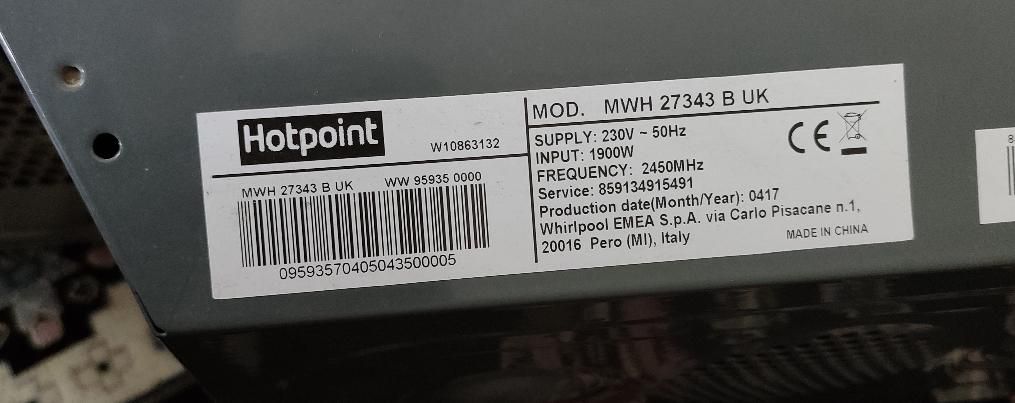 Hotpoint
W10863132
MWH 27343 B UK WW 95935 0000
09593570405043500005
MOD. MWH 27343 B UK
SUPPLY: 230V ~ 50Hz
INPUT: 1900W
FREQUENCY: 2450MHz
Service: 859134915491
Production date(Month/Year): 0417
Whirlpool EMEA S.p.A. via Carlo Pisacane n.1,
20016 Pero (MI), Italy
MADE IN CHINA
CE
8